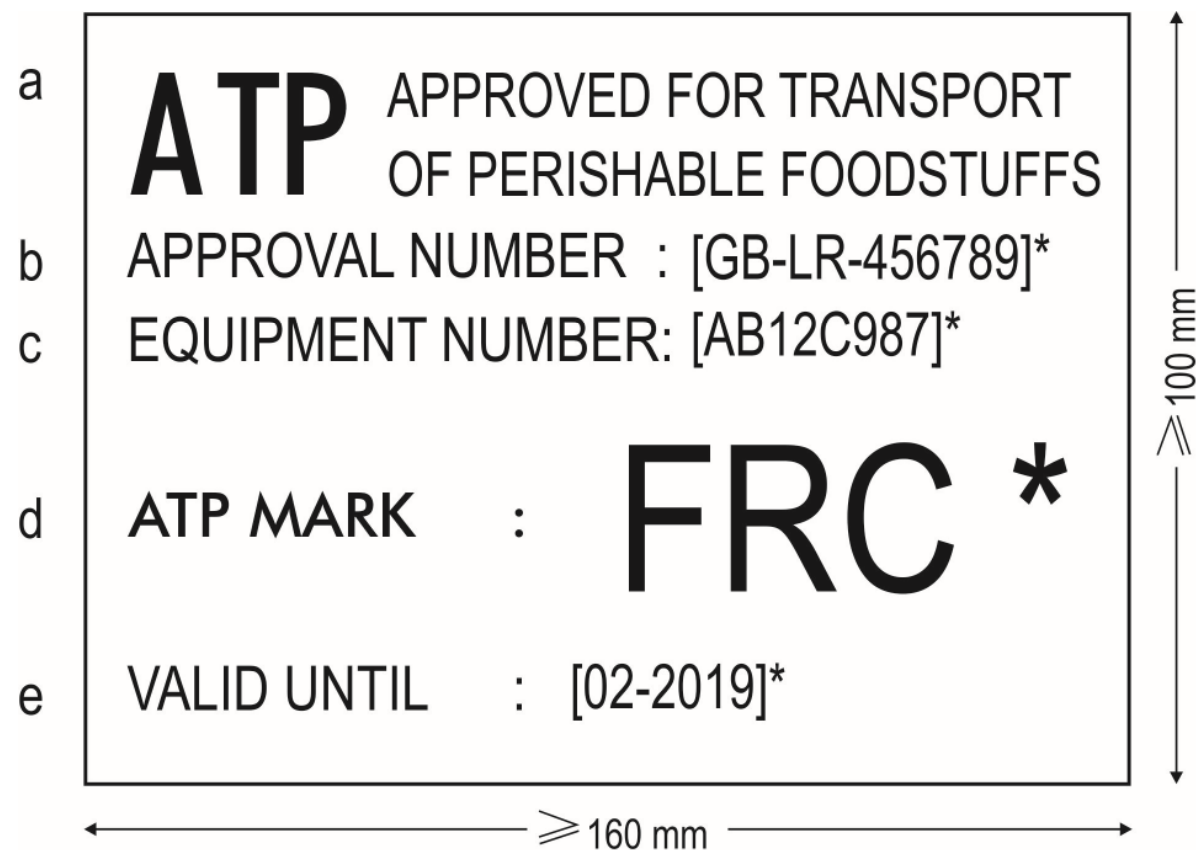 a ATP APPROVED FOR TRANSPORT
OF PERISHABLE FOODSTUFFS
b APPROVAL NUMBER : [GB-LR-456789]*
c EQUIPMENT NUMBER: [AB12C987]*
d ATP MARK : FRC *
e VALID UNTIL : [02-2019]*
⩾ 100 mm
⩾ 160 mm